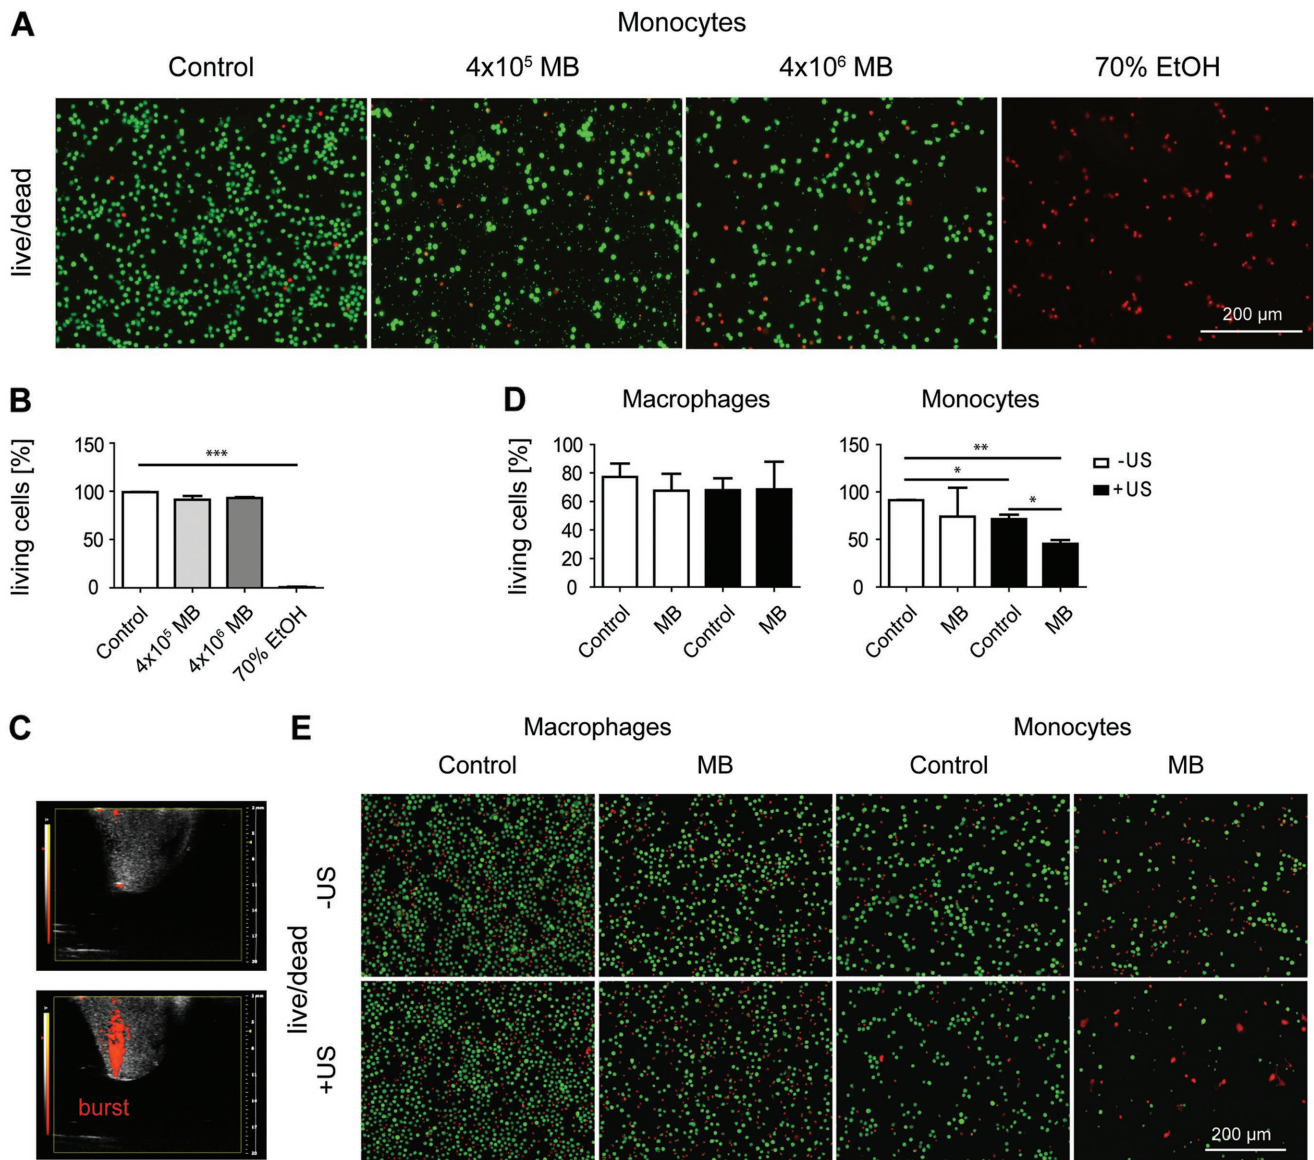 A
Monocytes
Control
4x10⁵ MB
4x10⁶ MB
70% EtOH
live/dead
200 µm
B
living cells [%]
150
100
50
0
***
Control
4x10⁵ MB
4x10⁶ MB
70% EtOH
D
Macrophages
living cells [%]
100
80
60
40
20
0
Control
MB
Control
MB
Monocytes
150
100
50
0
**
*
*
Control
MB
Control
MB
-US
+US
C
burst
E
Macrophages
Monocytes
Control
MB
Control
MB
live/dead
-US
+US
200 µm